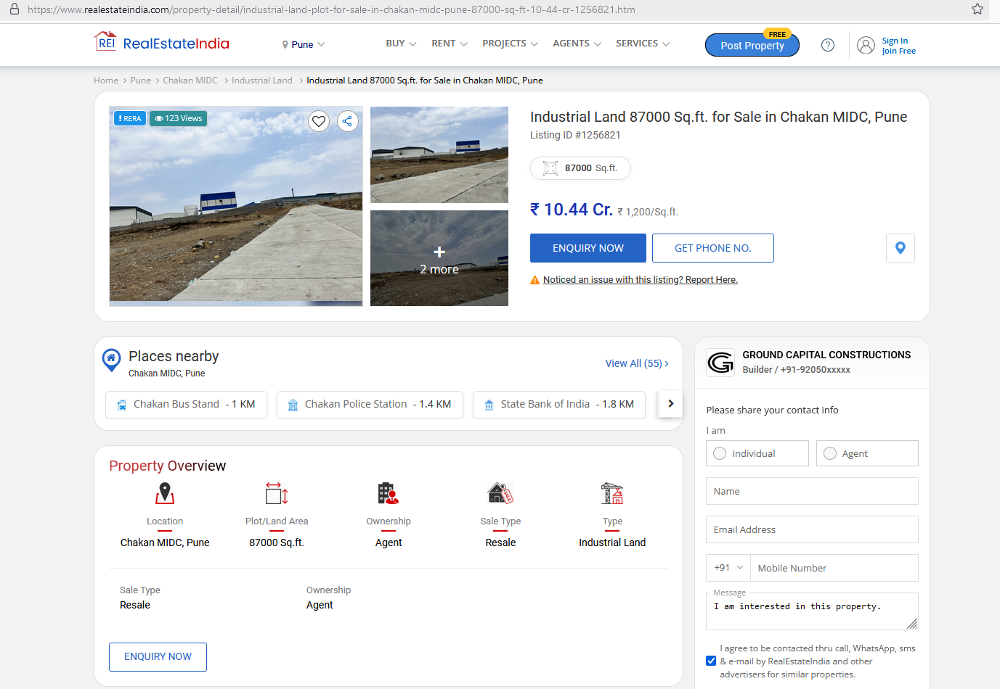 https://www.realestateindia.com/property-detail/industrial-land-plot-for-sale-in-chakan-midc-pune-87000-sq-ft-10-44-cr-1256821.htm
REI RealEstateIndia
Pune
BUY RENT PROJECTS AGENTS SERVICES
FREE
Post Property
?
Sign In
Join Free
Home > Pune > Chakan MIDC > Industrial Land > Industrial Land 87000 Sq.ft. for Sale in Chakan MIDC, Pune
! RERA 123 Views
+
2 more
Industrial Land 87000 Sq.ft. for Sale in Chakan MIDC, Pune
Listing ID #1256821
87000 Sq.ft.
₹ 10.44 Cr. ₹ 1,200/Sq.ft.
ENQUIRY NOW GET PHONE NO.
Noticed an issue with this listing? Report Here.
Places nearby
Chakan MIDC, Pune
View All (55) >
Chakan Bus Stand - 1 KM
Chakan Police Station - 1.4 KM
State Bank of India - 1.8 KM
Property Overview
Location
Chakan MIDC, Pune
Plot/Land Area
87000 Sq.ft.
Ownership
Agent
SALE
Sale Type
Resale
Type
Industrial Land
Sale Type
Resale
Ownership
Agent
ENQUIRY NOW
G
GROUND CAPITAL CONSTRUCTIONS
Builder / +91-92050xxxxx
Please share your contact info
I am
Individual
Agent
Name
Email Address
+91 Mobile Number
Message
I am interested in this property.
I agree to be contacted thru call, WhatsApp, sms
& e-mail by RealEstateIndia and other
advertisers for similar properties.